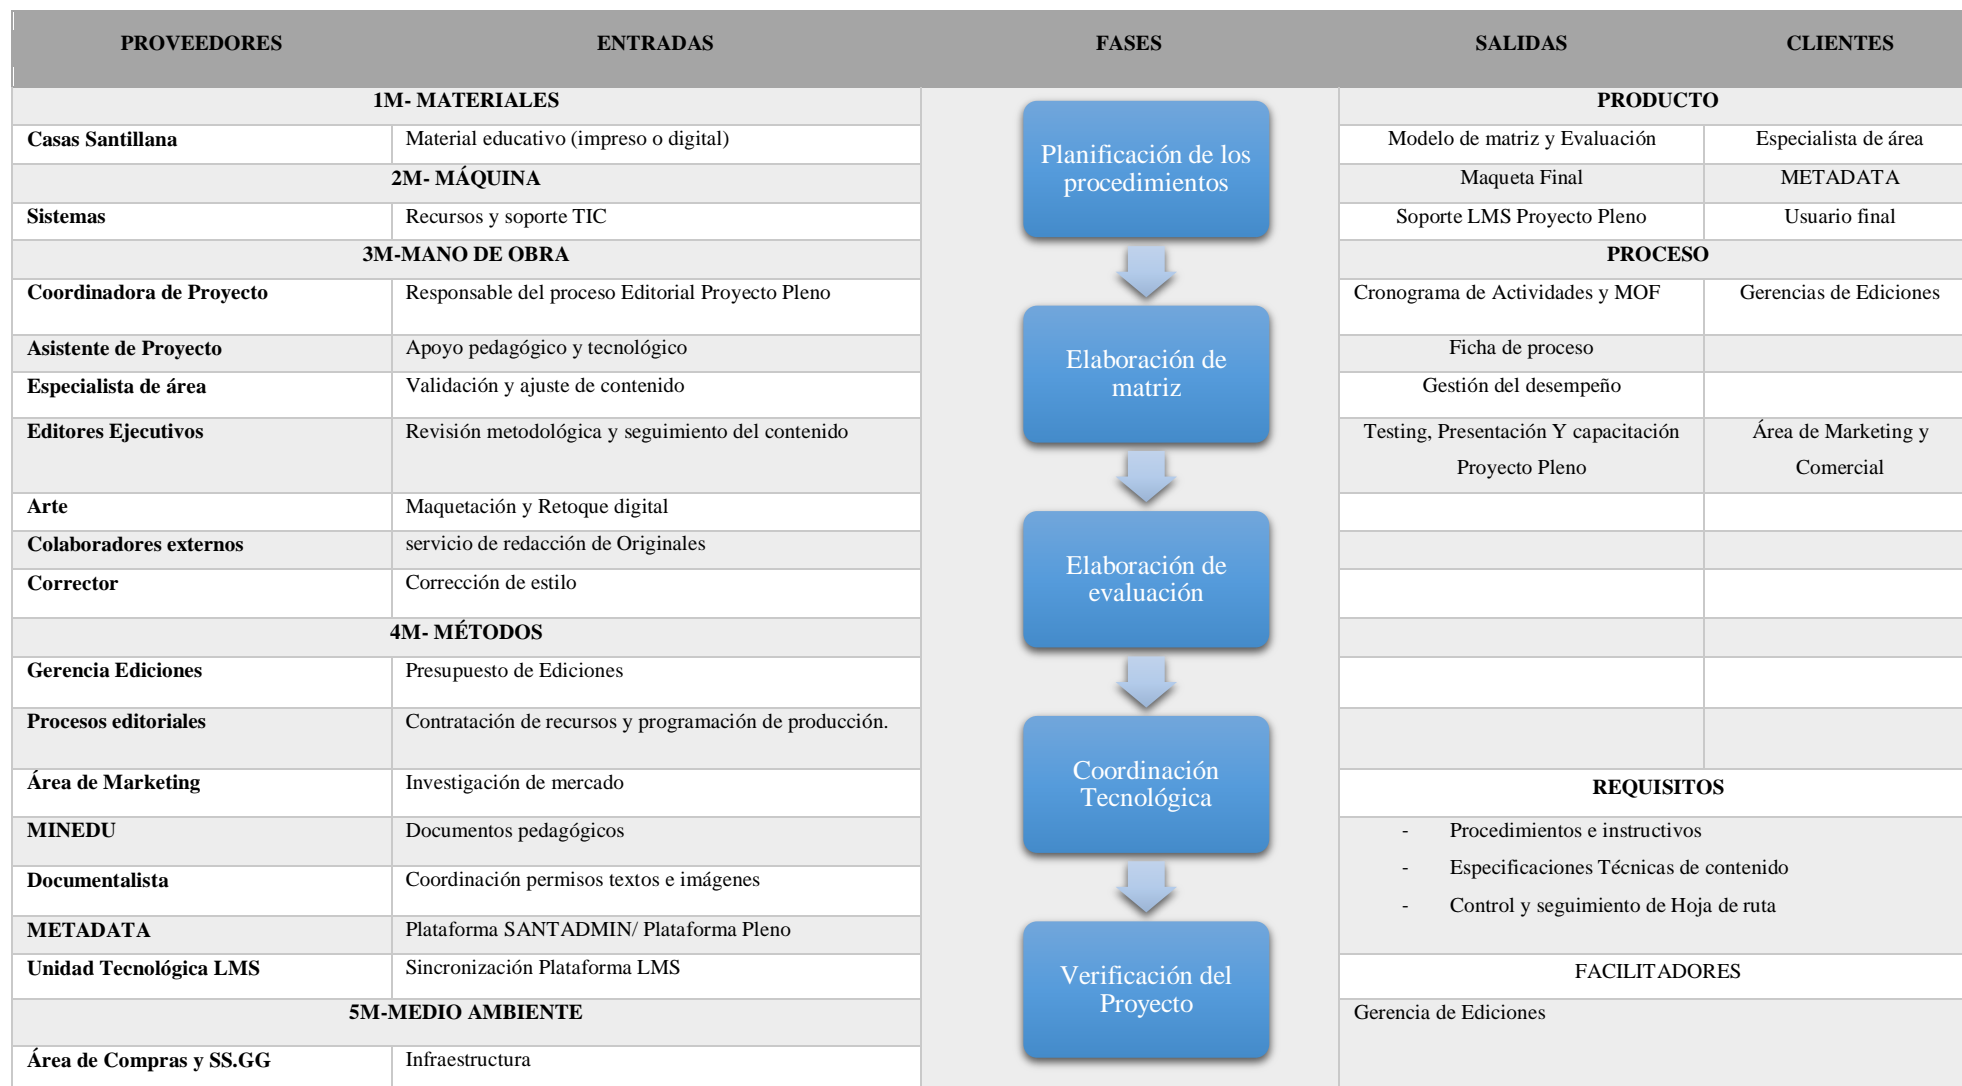 PROVEEDORES ENTRADAS FASES SALIDAS CLIENTES
1M- MATERIALES
Casas Santillana Material educativo (impreso o digital)
2M- MÁQUINA
Sistemas Recursos y soporte TIC
3M-MANO DE OBRA
Coordinadora de Proyecto Responsable del proceso Editorial Proyecto Pleno
Asistente de Proyecto Apoyo pedagógico y tecnológico
Especialista de área Validación y ajuste de contenido
Editores Ejecutivos Revisión metodológica y seguimiento del contenido
Arte Maquetación y Retoque digital
Colaboradores externos servicio de redacción de Originales
Corrector Corrección de estilo
4M- MÉTODOS
Gerencia Ediciones Presupuesto de Ediciones
Procesos editoriales Contratación de recursos y programación de producción.
Área de Marketing Investigación de mercado
MINEDU Documentos pedagógicos
Documentalista Coordinación permisos textos e imágenes
METADATA Plataforma SANTADMIN/ Plataforma Pleno
Unidad Tecnológica LMS Sincronización Plataforma LMS
5M-MEDIO AMBIENTE
Área de Compras y SS.GG Infraestructura
Planificación de los
procedimientos
Elaboración de
matriz
Elaboración de
evaluación
Coordinación
Tecnológica
Verificación del
Proyecto
PRODUCTO
Modelo de matriz y Evaluación Especialista de área
Maqueta Final METADATA
Soporte LMS Proyecto Pleno Usuario final
PROCESO
Cronograma de Actividades y MOF Gerencias de Ediciones
Ficha de proceso
Gestión del desempeño
Testing, Presentación Y capacitación Área de Marketing y
Proyecto Pleno Comercial
REQUISITOS
- Procedimientos e instructivos
- Especificaciones Técnicas de contenido
- Control y seguimiento de Hoja de ruta
FACILITADORES
Gerencia de Ediciones